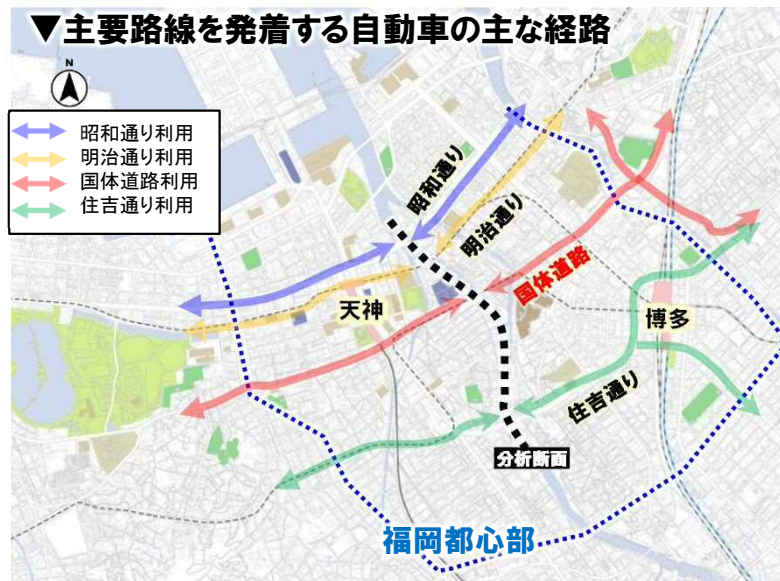 ▼主要路線を発着する自動車の主な経路
N
昭和通り利用
明治通り利用
国体道路利用
住吉通り利用
昭和通り
明治通り
国体道路
天神
博多
住吉通り
分析断面
福岡都心部